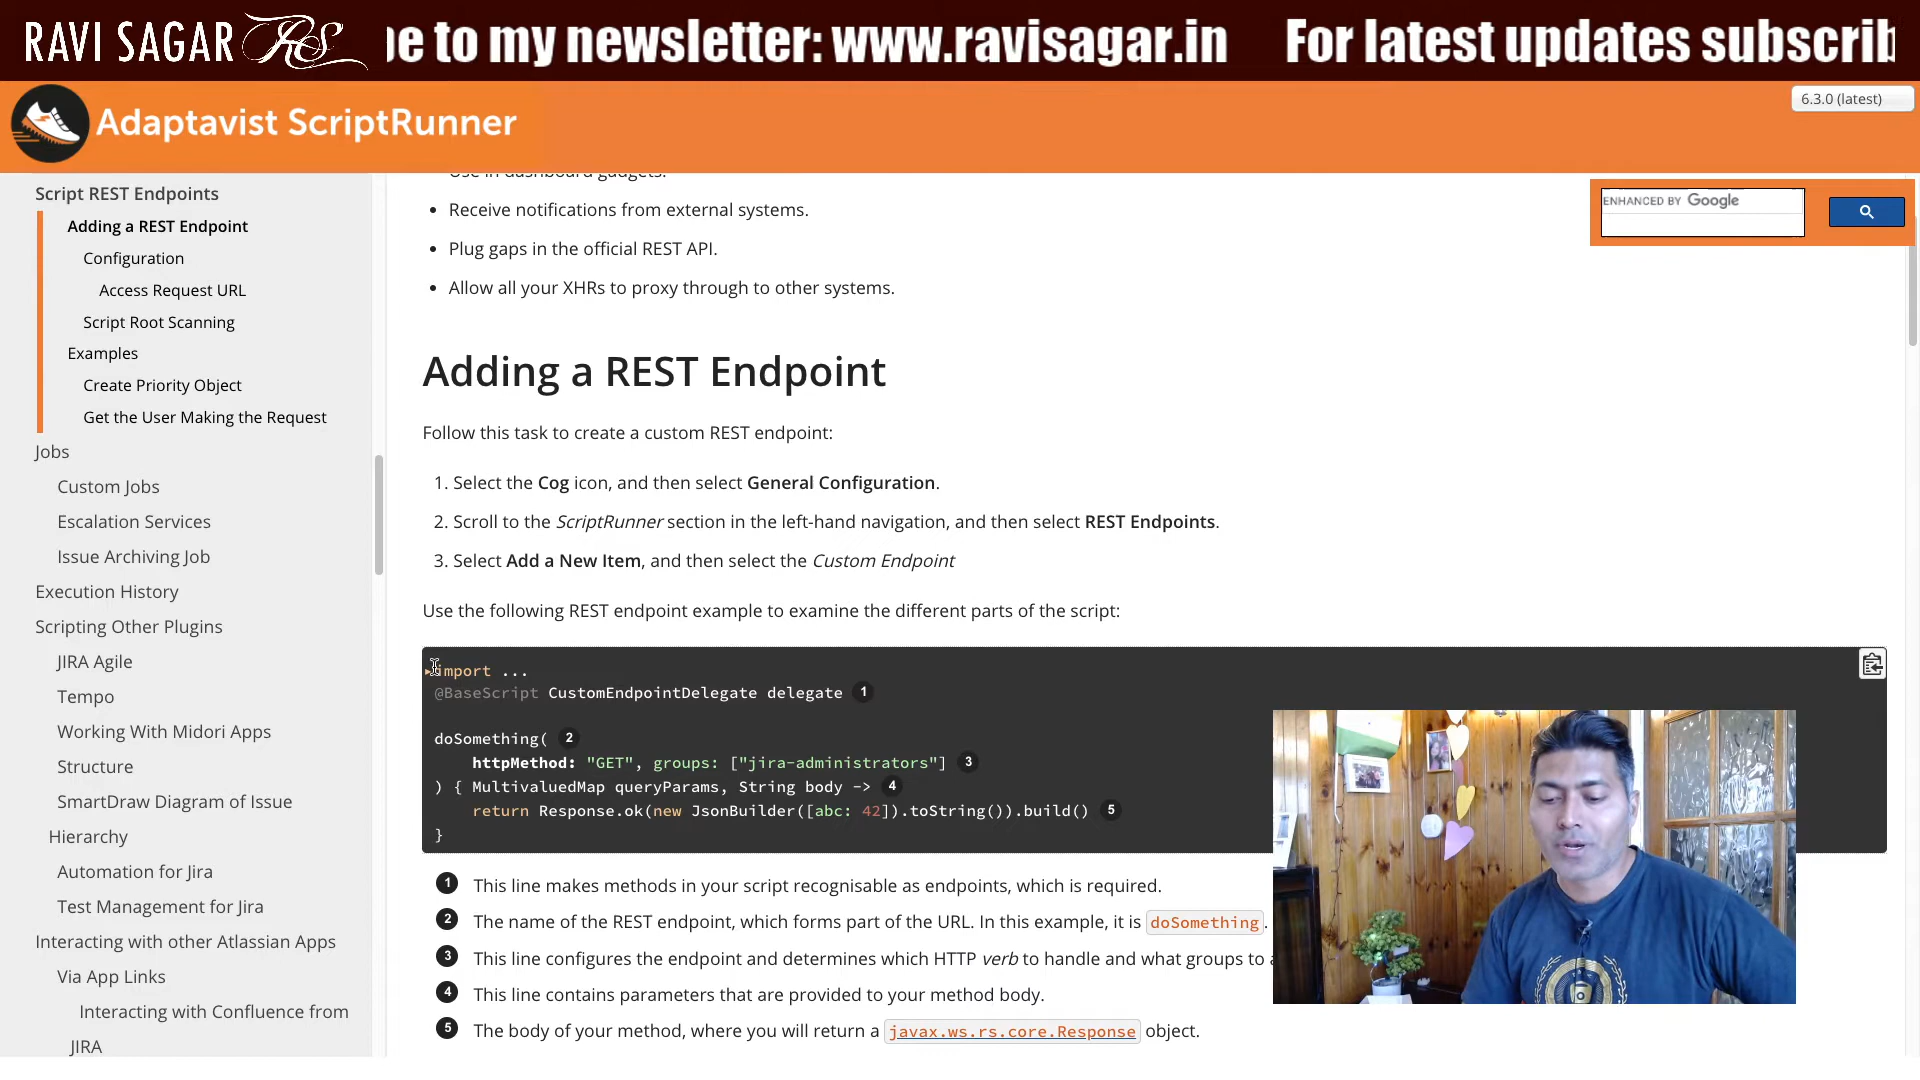 RAVI SAGAR RS
be to my newsletter: www.ravisagar.in For latest updates subscrib
Adaptavist ScriptRunner
6.3.0 (latest)
Script REST Endpoints
Adding a REST Endpoint
Configuration
Access Request URL
Script Root Scanning
Examples
Create Priority Object
Get the User Making the Request
Jobs
Custom Jobs
Escalation Services
Issue Archiving Job
Execution History
Scripting Other Plugins
JIRA Agile
Tempo
Working With Midori Apps
Structure
SmartDraw Diagram of Issue
Hierarchy
Automation for Jira
Test Management for Jira
Interacting with other Atlassian Apps
Via App Links
Interacting with Confluence from
JIRA
ENHANCED BY Google
Use in dashboard gadgets.
• Receive notifications from external systems.
• Plug gaps in the official REST API.
• Allow all your XHRs to proxy through to other systems.
Adding a REST Endpoint
Follow this task to create a custom REST endpoint:
1. Select the Cog icon, and then select General Configuration.
2. Scroll to the ScriptRunner section in the left-hand navigation, and then select REST Endpoints.
3. Select Add a New Item, and then select the Custom Endpoint
Use the following REST endpoint example to examine the different parts of the script:
import ...
@BaseScript CustomEndpointDelegate delegate 1
doSomething( 2
httpMethod: "GET", groups: ["jira-administrators"] 3
) { MultivaluedMap queryParams, String body -> 4
return Response.ok(new JsonBuilder([abc: 42]).toString()).build() 5
}
1 This line makes methods in your script recognisable as endpoints, which is required.
2 The name of the REST endpoint, which forms part of the URL. In this example, it is doSomething.
3 This line configures the endpoint and determines which HTTP verb to handle and what groups to
4 This line contains parameters that are provided to your method body.
5 The body of your method, where you will return a javax.ws.rs.core.Response object.